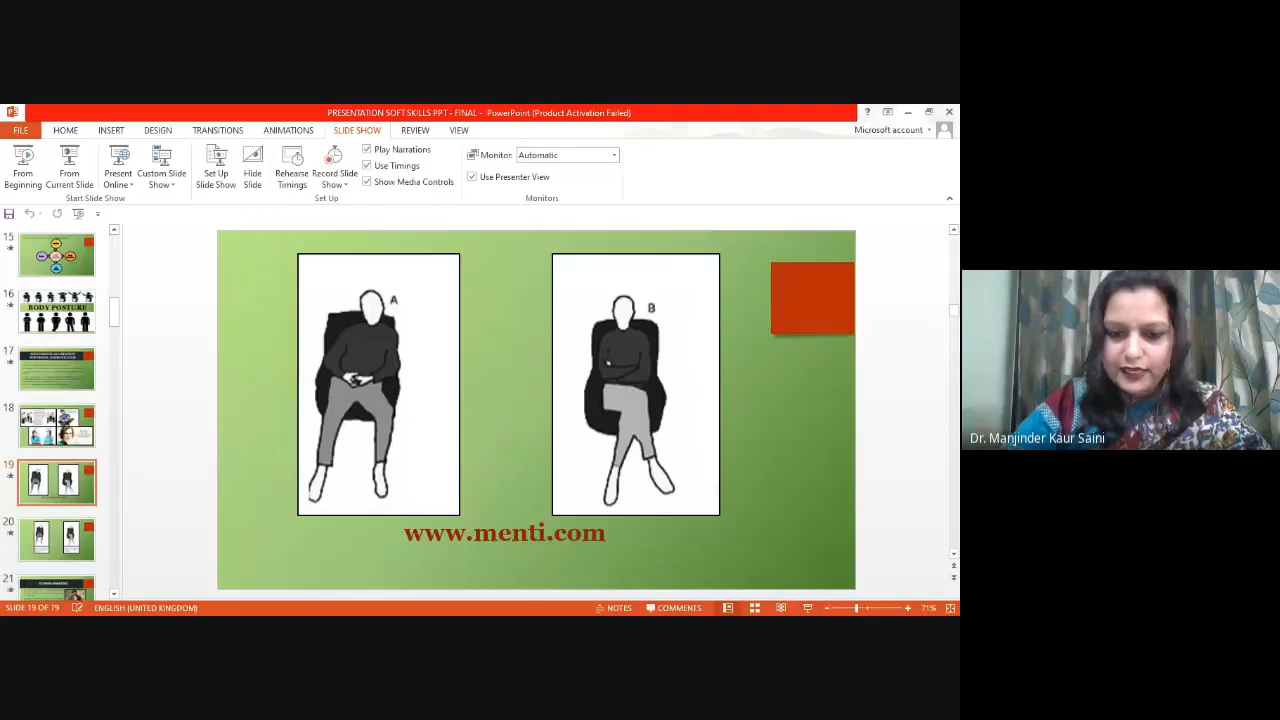 PRESENTATION SOFT SKILLS PPT - FINAL - PowerPoint (Product Activation Failed)
FILE HOME INSERT DESIGN TRANSITIONS ANIMATIONS SLIDE SHOW REVIEW VIEW
Microsoft account
From Beginning
From Current Slide
Present Online
Custom Slide Show
Start Slide Show
Set Up Slide Show
Hide Slide
Rehearse Timings
Record Slide Show
Play Narrations
Use Timings
Show Media Controls
Set Up
Monitor: Automatic
Use Presenter View
Monitors
15
16
BODY POSTURE
17
18
19
20
21
A
B
www.menti.com
Dr. Manjinder Kaur Saini
SLIDE 19 OF 79 ENGLISH (UNITED KINGDOM) NOTES COMMENTS 71%